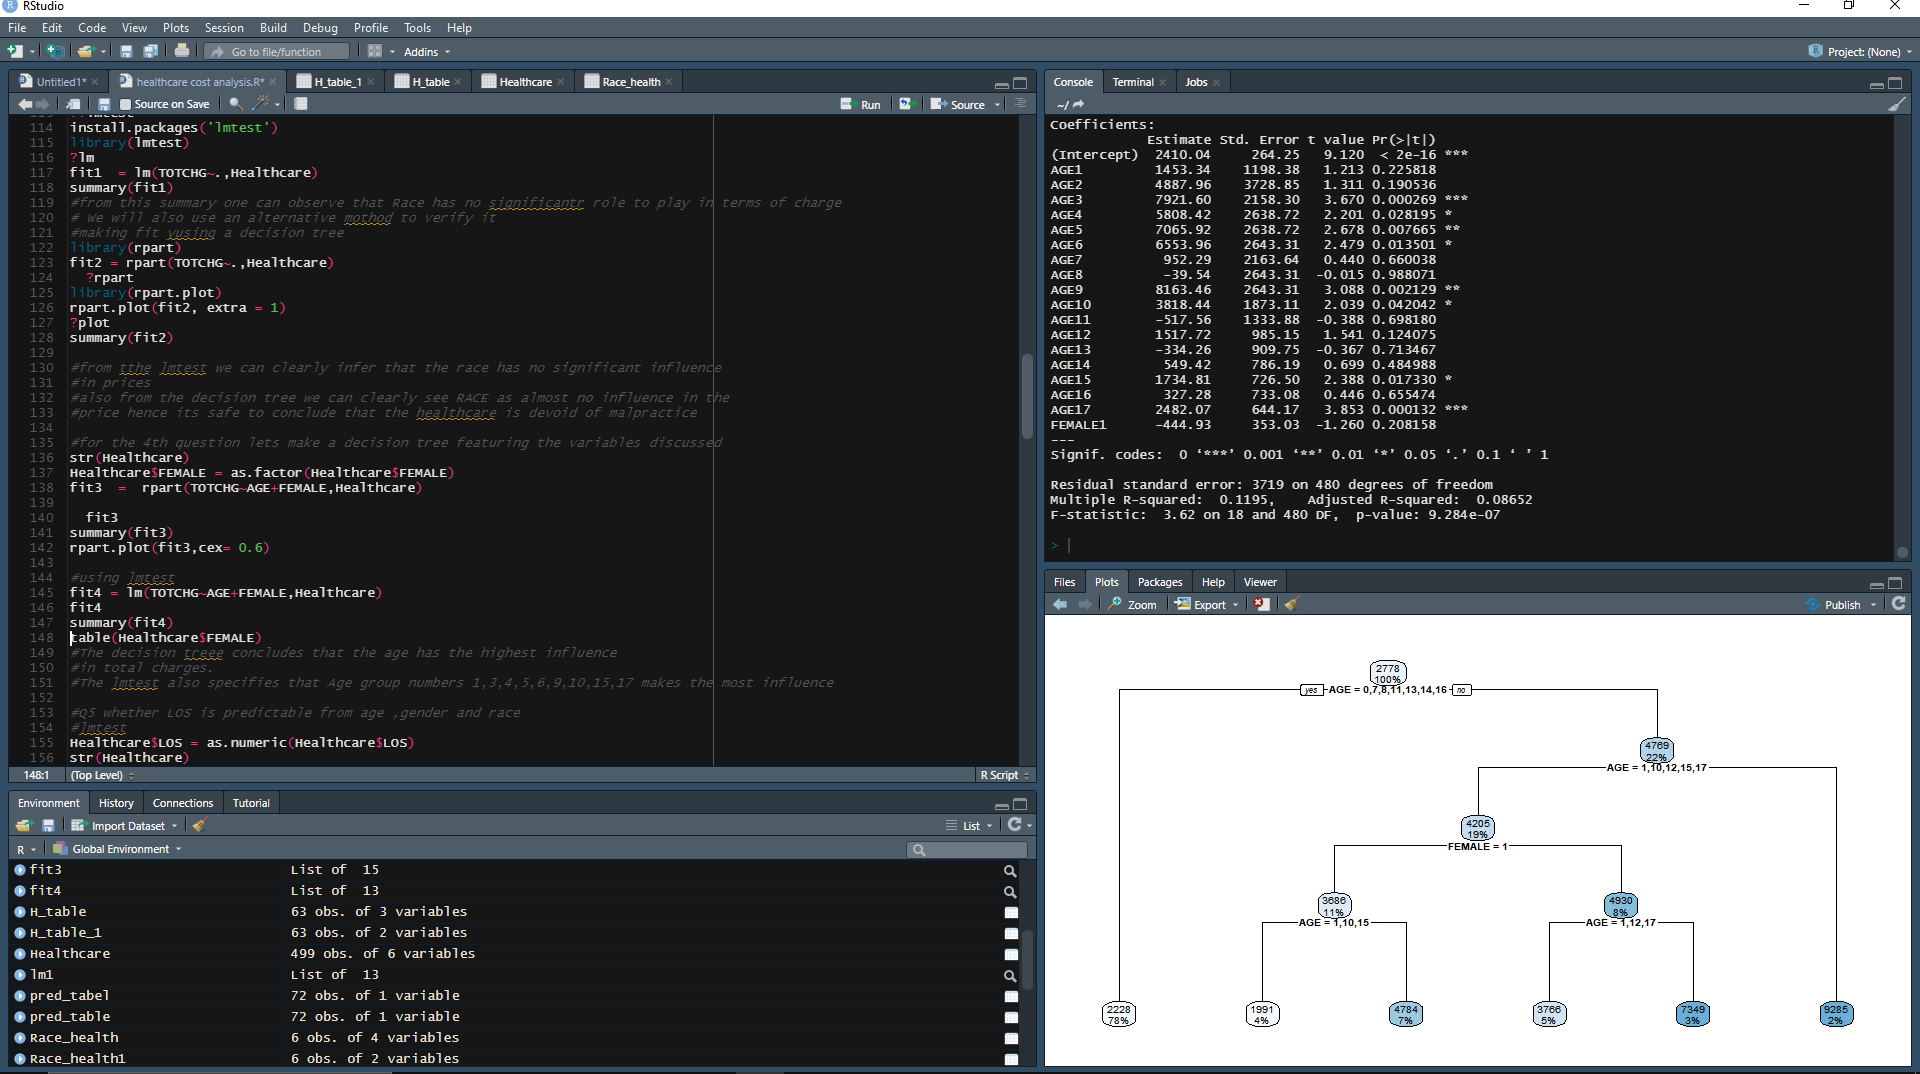 RStudio
File Edit Code View Plots Session Build Debug Profile Tools Help
Go to file/function Addins Project: (None)
Untitled1* healthcare cost analysis.R* H_table_1 H_table Healthcare Race_health
Source on Save Run Source
114 install.packages('lmtest')
115 library(lmtest)
116 ?lm
117 fit1  = lm(TOTCHG~.,Healthcare)
118 summary(fit1)
119 #from this summary one can observe that Race has no significantr role to play in terms of charge
120 # We will also use an alternative mothod to verify it
121 #making fit yusing a decision tree
122 library(rpart)
123 fit2 = rpart(TOTCHG~.,Healthcare)
124   ?rpart
125 library(rpart.plot)
126 rpart.plot(fit2, extra = 1)
127 ?plot
128 summary(fit2)
129
130 #from tthe lmtest we can clearly infer that the race has no significant influence
131 #in prices
132 #also from the decision tree we can clearly see RACE as almost no influence in the
133 #price hence its safe to conclude that the healthcare is devoid of malpractice
134
135 #for the 4th question lets make a decision tree featuring the variables discussed
136 str(Healthcare)
137 Healthcare$FEMALE = as.factor(Healthcare$FEMALE)
138 fit3  =  rpart(TOTCHG~AGE+FEMALE,Healthcare)
139
140   fit3
141 summary(fit3)
142 rpart.plot(fit3,cex= 0.6)
143
144 #using lmtest
145 fit4 = lm(TOTCHG~AGE+FEMALE,Healthcare)
146 fit4
147 summary(fit4)
148 table(Healthcare$FEMALE)
149 #The decision treee concludes that the age has the highest influence
150 #in total charges.
151 #The lmtest also specifies that Age group numbers 1,3,4,5,6,9,10,15,17 makes the most influence
152
153 #Q5 whether LOS is predictable from age ,gender and race
154 #lmtest
155 Healthcare$LOS = as.numeric(Healthcare$LOS)
156 str(Healthcare)
148:1 (Top Level) R Script
Environment History Connections Tutorial
Import Dataset List
R Global Environment
fit3 List of  15
fit4 List of  13
H_table 63 obs. of 3 variables
H_table_1 63 obs. of 2 variables
Healthcare 499 obs. of 6 variables
lm1 List of  13
pred_tabel 72 obs. of 1 variable
pred_table 72 obs. of 1 variable
Race_health 6 obs. of 4 variables
Race_health1 6 obs. of 2 variables
Console Terminal Jobs
~/
Coefficients:
Estimate Std. Error t value Pr(>|t|)
(Intercept) 2410.04 264.25 9.120 < 2e-16 ***
AGE1 1453.34 1198.38 1.213 0.225818
AGE2 4887.96 3728.85 1.311 0.190536
AGE3 7921.60 2158.30 3.670 0.000269 ***
AGE4 5808.42 2638.72 2.201 0.028195 *
AGE5 7065.92 2638.72 2.678 0.007665 **
AGE6 6553.96 2643.31 2.479 0.013501 *
AGE7 952.29 2163.64 0.440 0.660038
AGE8 -39.54 2643.31 -0.015 0.988071
AGE9 8163.46 2643.31 3.088 0.002129 **
AGE10 3818.44 1873.11 2.039 0.042042 *
AGE11 -517.56 1333.88 -0.388 0.698180
AGE12 1517.72 985.15 1.541 0.124075
AGE13 -334.26 909.75 -0.367 0.713467
AGE14 549.42 786.19 0.699 0.484988
AGE15 1734.81 726.50 2.388 0.017330 *
AGE16 327.28 733.08 0.446 0.655474
AGE17 2482.07 644.17 3.853 0.000132 ***
FEMALE1 -444.93 353.03 -1.260 0.208158
---
Signif. codes:  0 ‘***’ 0.001 ‘**’ 0.01 ‘*’ 0.05 ‘.’ 0.1 ‘ ’ 1
Residual standard error: 3719 on 480 degrees of freedom
Multiple R-squared:  0.1195,    Adjusted R-squared:  0.08652
F-statistic:  3.62 on 18 and 480 DF,  p-value: 9.284e-07
>
Files Plots Packages Help Viewer
Zoom Export Publish
2778
100%
yes AGE = 0,7,8,11,13,14,16 no
4769
22%
AGE = 1,10,12,15,17
4205
19%
FEMALE = 1
3686
11%
AGE = 1,10,15
4930
8%
AGE = 1,12,17
2228 1991 4784 3766 7349 9285
78% 4% 7% 5% 3% 2%